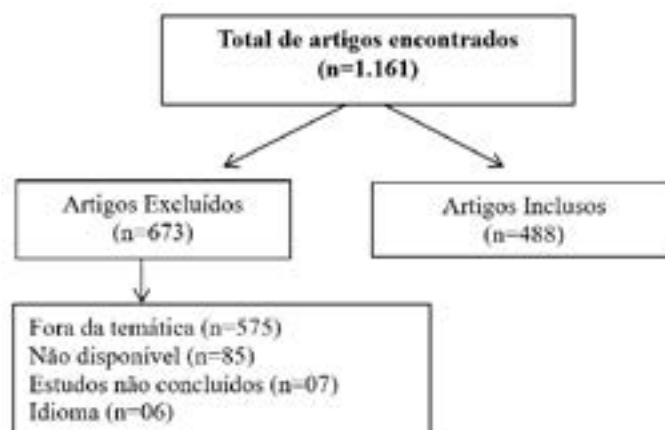 Total de artigos encontrados
(n=1.161)
Artigos Excluídos
(n=673)
Artigos Inclusos
(n=488)
Fora da temática (n=575)
Não disponível (n=85)
Estudos não concluídos (n=07)
Idioma (n=06)